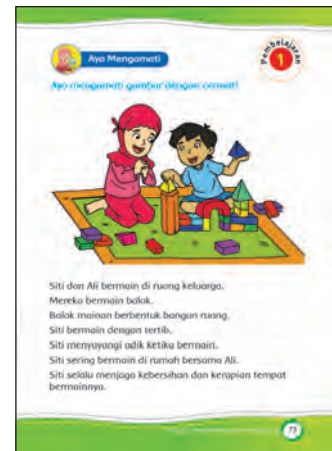 Ayo Mengamati
Pembelajaran
1
Ayo mengamati gambar dengan cermat!
Siti dan Ali bermain di ruang keluarga.
Mereka bermain balok.
Balok mainan berbentuk bangun ruang.
Siti bermain dengan tertib.
Siti menyayangi adik ketika bermain.
Siti sering bermain di rumah bersama Ali.
Siti selalu menjaga kebersihan dan kerapian tempat
bermainnya.
73